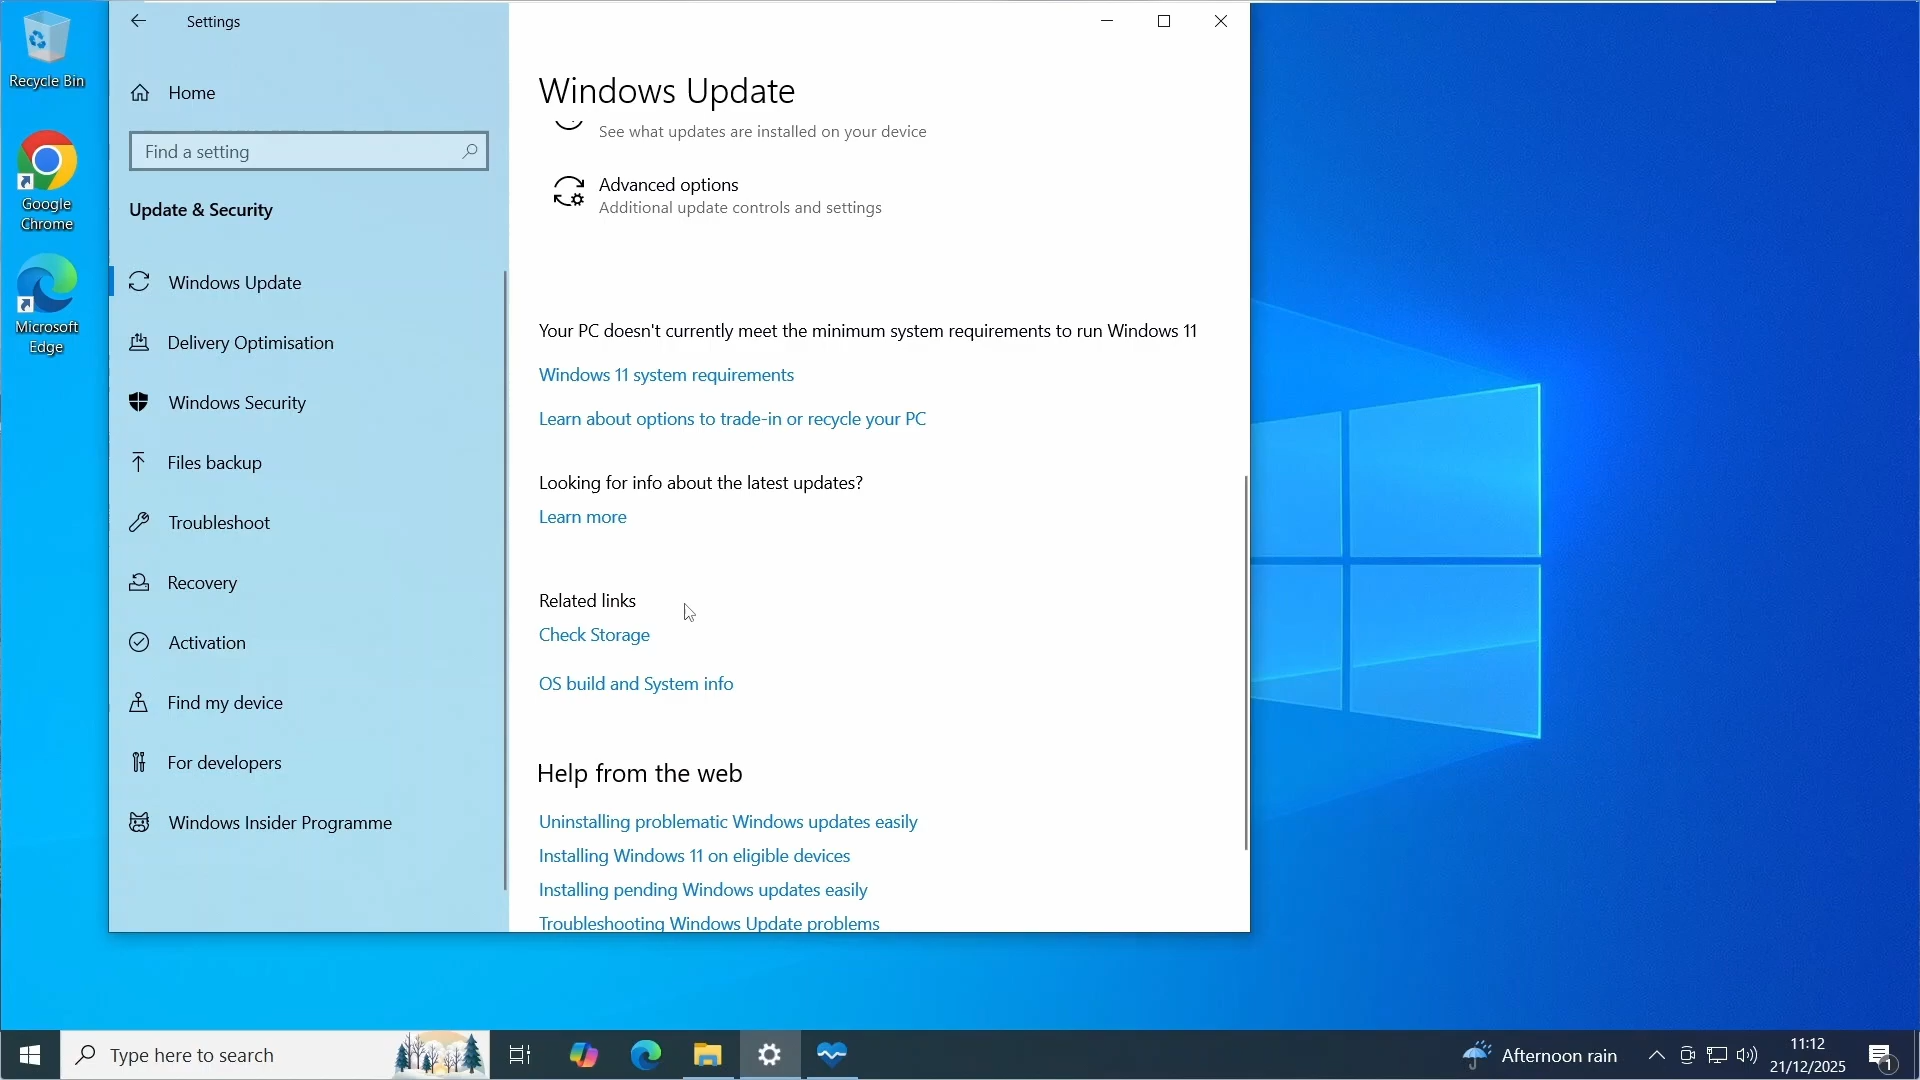 Recycle Bin
Google
Chrome
Microsoft
Edge
Settings
Home
Find a setting
Update & Security
Windows Update
Delivery Optimisation
Windows Security
Files backup
Troubleshoot
Recovery
Activation
Find my device
For developers
Windows Insider Programme
Windows Update
See what updates are installed on your device
Advanced options
Additional update controls and settings
Your PC doesn't currently meet the minimum system requirements to run Windows 11
Windows 11 system requirements
Learn about options to trade-in or recycle your PC
Looking for info about the latest updates?
Learn more
Related links
Check Storage
OS build and System info
Help from the web
Uninstalling problematic Windows updates easily
Installing Windows 11 on eligible devices
Installing pending Windows updates easily
Troubleshooting Windows Update problems
Type here to search
Afternoon rain
11:12
21/12/2025
1